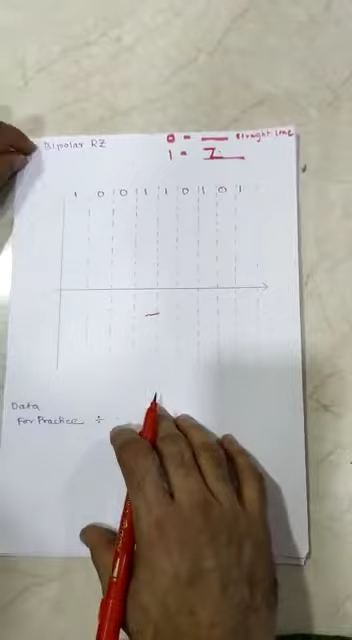 Bipolar RZ
0 = straight line
1 =
1 0 0 1 1 0 1 0 1
Data
For Practice ÷